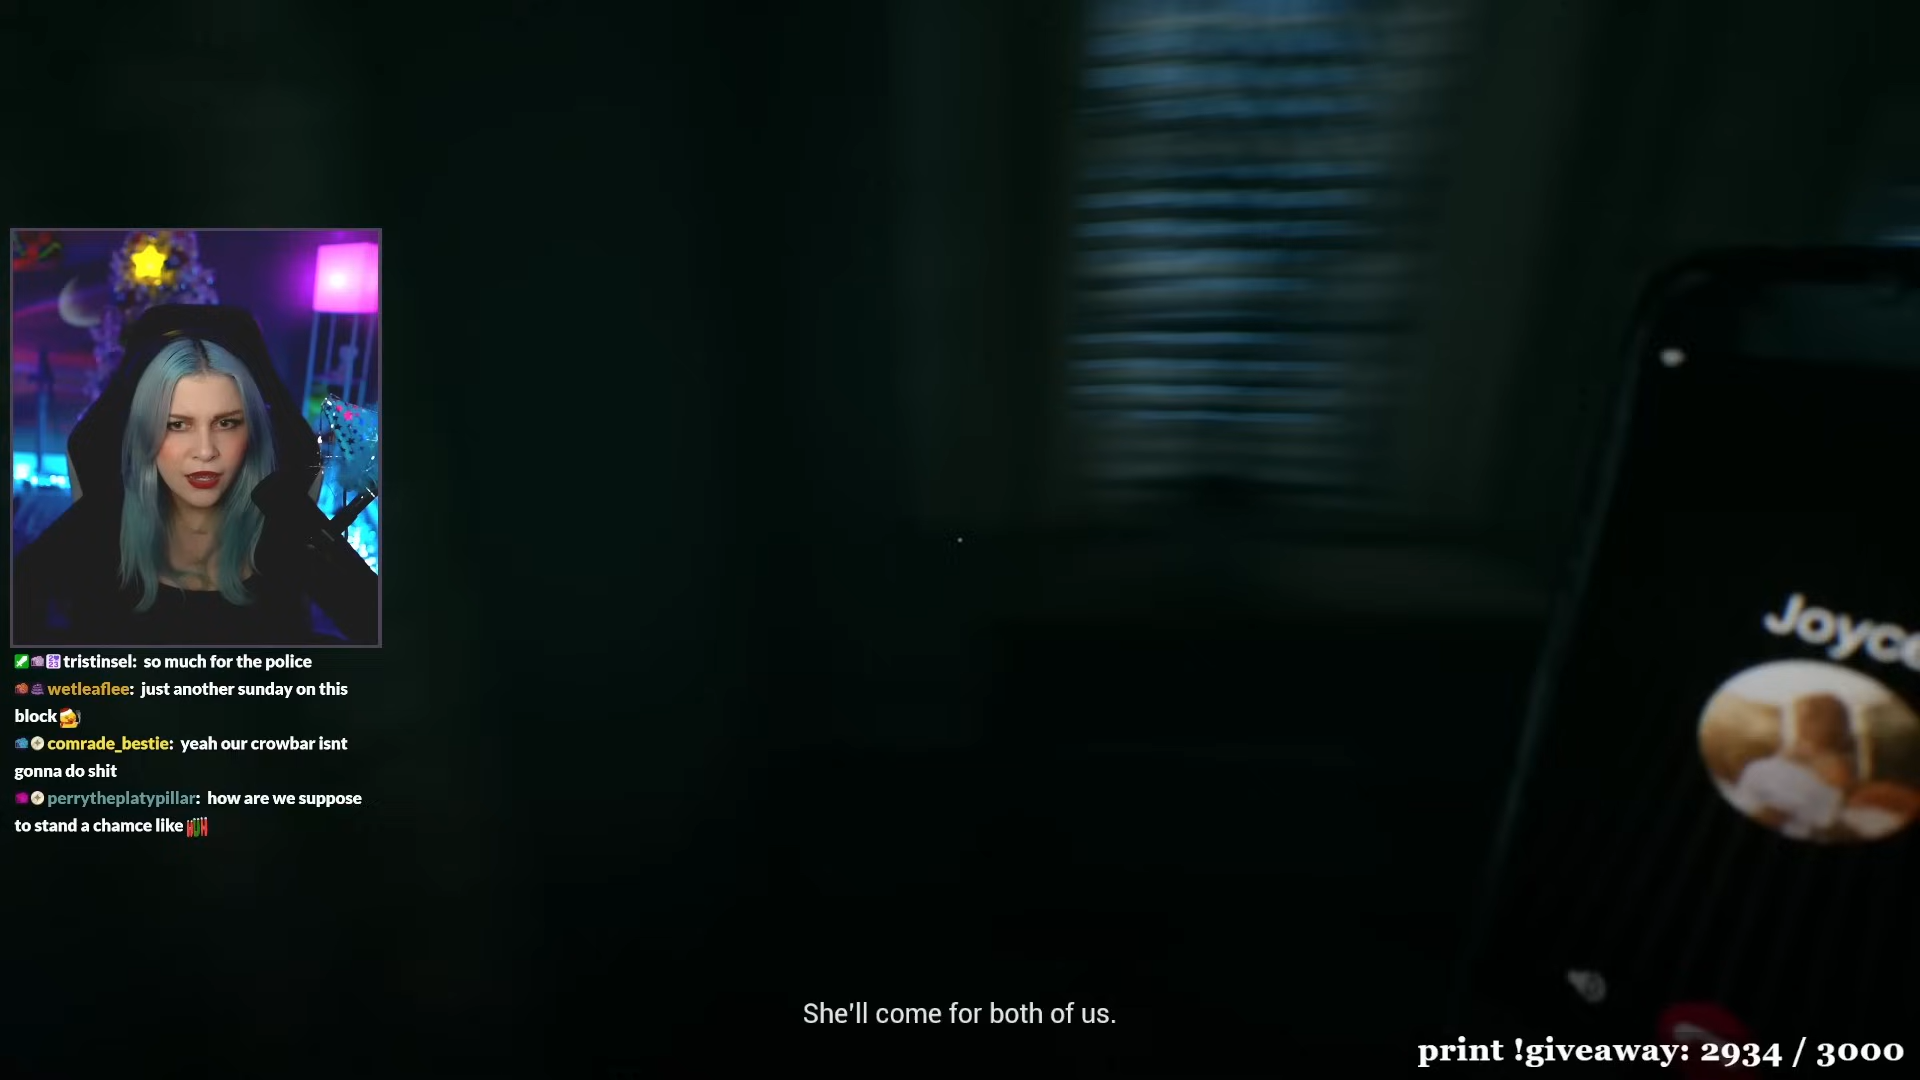 tristinsel: so much for the police
wetleaflee: just another sunday on this
block
comrade_bestie: yeah our crowbar isnt
gonna do shit
perrytheplatypillar: how are we suppose
to stand a chamce like
Joyce
She'll come for both of us.
print !giveaway: 2934 / 3000